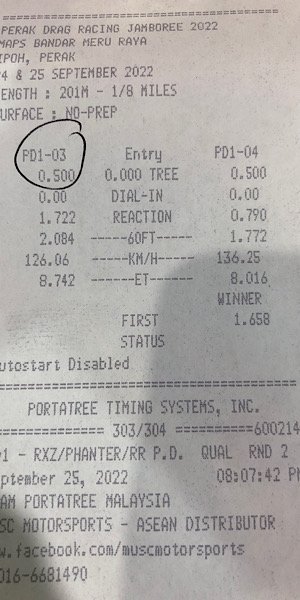 PERAK DRAG RACING JAMBOREE 2022
MAPS BANDAR MERU RAYA
IPOH, PERAK
24 & 25 SEPTEMBER 2022
LENGTH : 201M - 1/8 MILES
SURFACE : NO-PREP
PD1-03 Entry PD1-04
0.500 0.000 TREE 0.500
0.00 DIAL-IN 0.00
1.722 REACTION 0.790
2.084 -----60FT----- 1.772
126.06 -----KM/H----- 136.25
8.742 ------ET------ 8.016
WINNER
FIRST 1.658
STATUS
utostart Disabled
PORTATREE TIMING SYSTEMS, INC.
============= 303/304 ==========600214
1 - RXZ/PHANTER/RR P.D. QUAL RND 2
September 25, 2022 08:07:42 PM
AM PORTATREE MALAYSIA
SC MOTORSPORTS - ASEAN DISTRIBUTOR
w.facebook.com/muscmotorsports
016-6681490